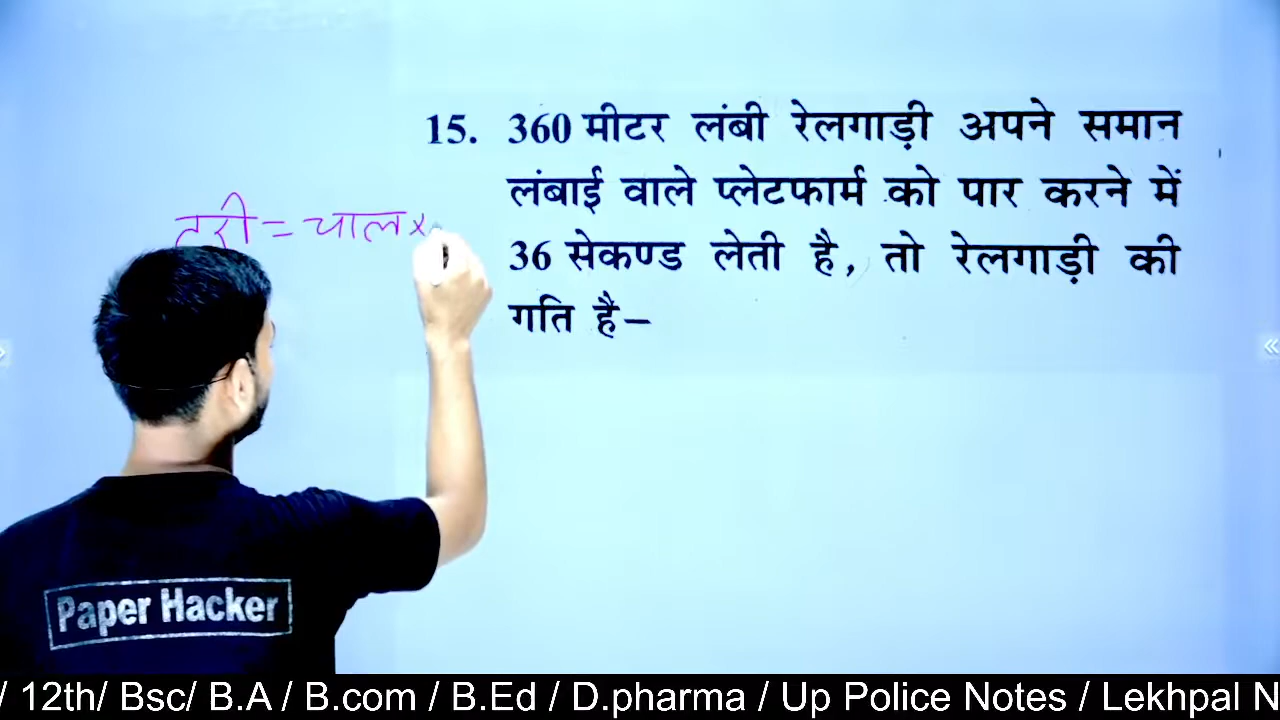 15. 360 मीटर लंबी रेलगाड़ी अपने समान
लंबाई वाले प्लेटफार्म को पार करने में
36 सेकण्ड लेती है, तो रेलगाड़ी की
गति है–
= चाल ×
Paper Hacker
/ 12th/ Bsc/ B.A / B.com / B.Ed / D.pharma / Up Police Notes / Lekhpal N